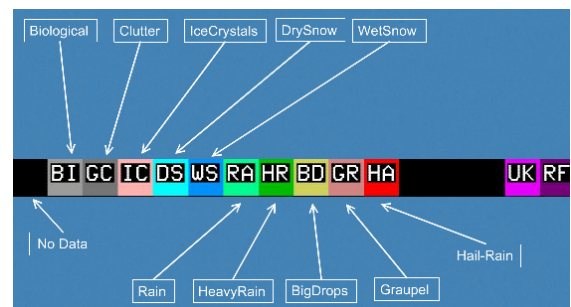 Biological Clutter IceCrystals DrySnow WetSnow
BI GC IC DS WS RA HR BD GR HA UK RF
No Data Hail-Rain
Rain HeavyRain BigDrops Graupel